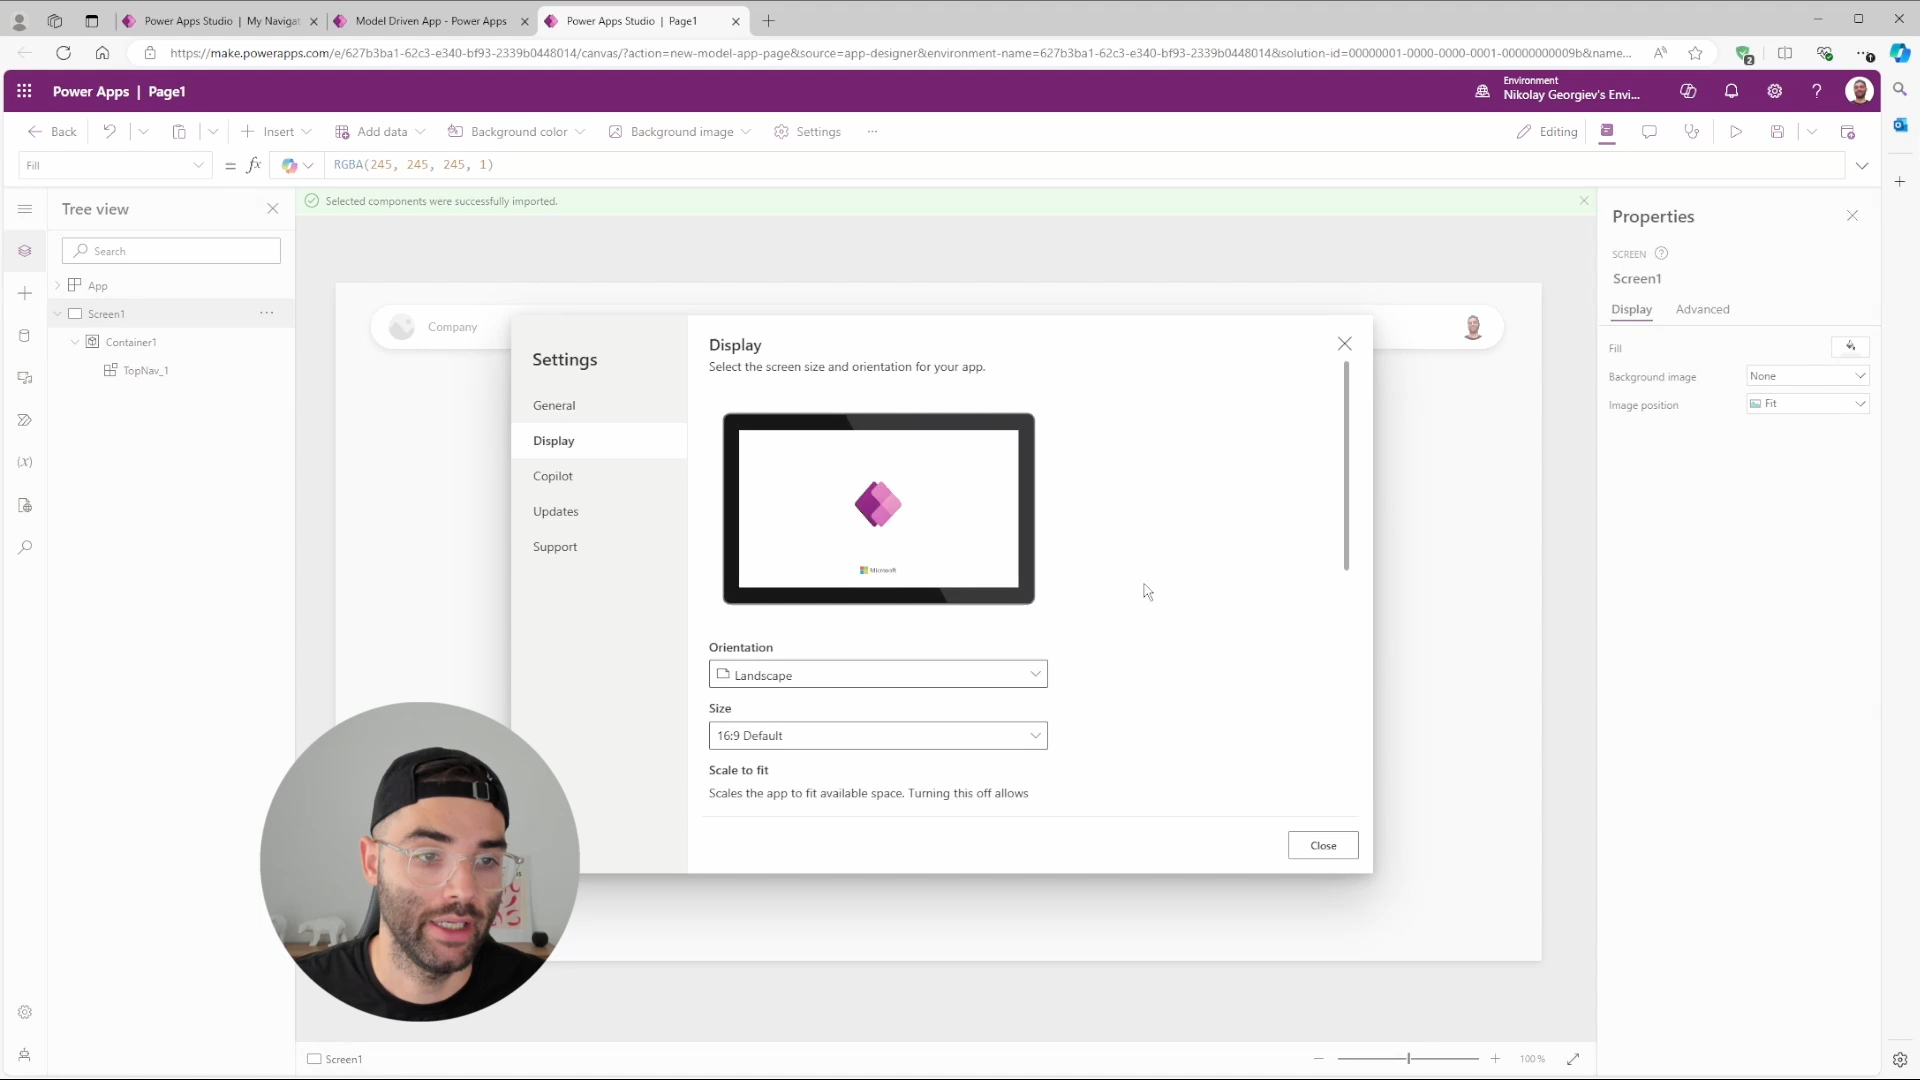 Power Apps Studio | My Navigat
Model Driven App - Power Apps
Power Apps Studio | Page1
https://make.powerapps.com/e/627b3ba1-62c3-e340-bf93-2339b0448014/canvas/?action=new-model-app-page&source=app-designer&environment-name=627b3ba1-62c3-e340-bf93-2339b0448014&solution-id=00000001-0000-0000-0001-00000000009b&name...
Power Apps | Page1
Environment
Nikolay Georgiev's Envi...
Back
Insert
Add data
Background color
Background image
Settings
Editing
Fill
= fx
RGBA(245, 245, 245, 1)
Tree view
Search
App
Screen1
Container1
TopNav_1
Selected components were successfully imported.
Company
Settings
General
Display
Copilot
Updates
Support
Display
Select the screen size and orientation for your app.
Microsoft
Orientation
Landscape
Size
16:9 Default
Scale to fit
Scales the app to fit available space. Turning this off allows
Close
Properties
SCREEN
Screen1
Display
Advanced
Fill
Background image
None
Image position
Fit
Screen1
100 %